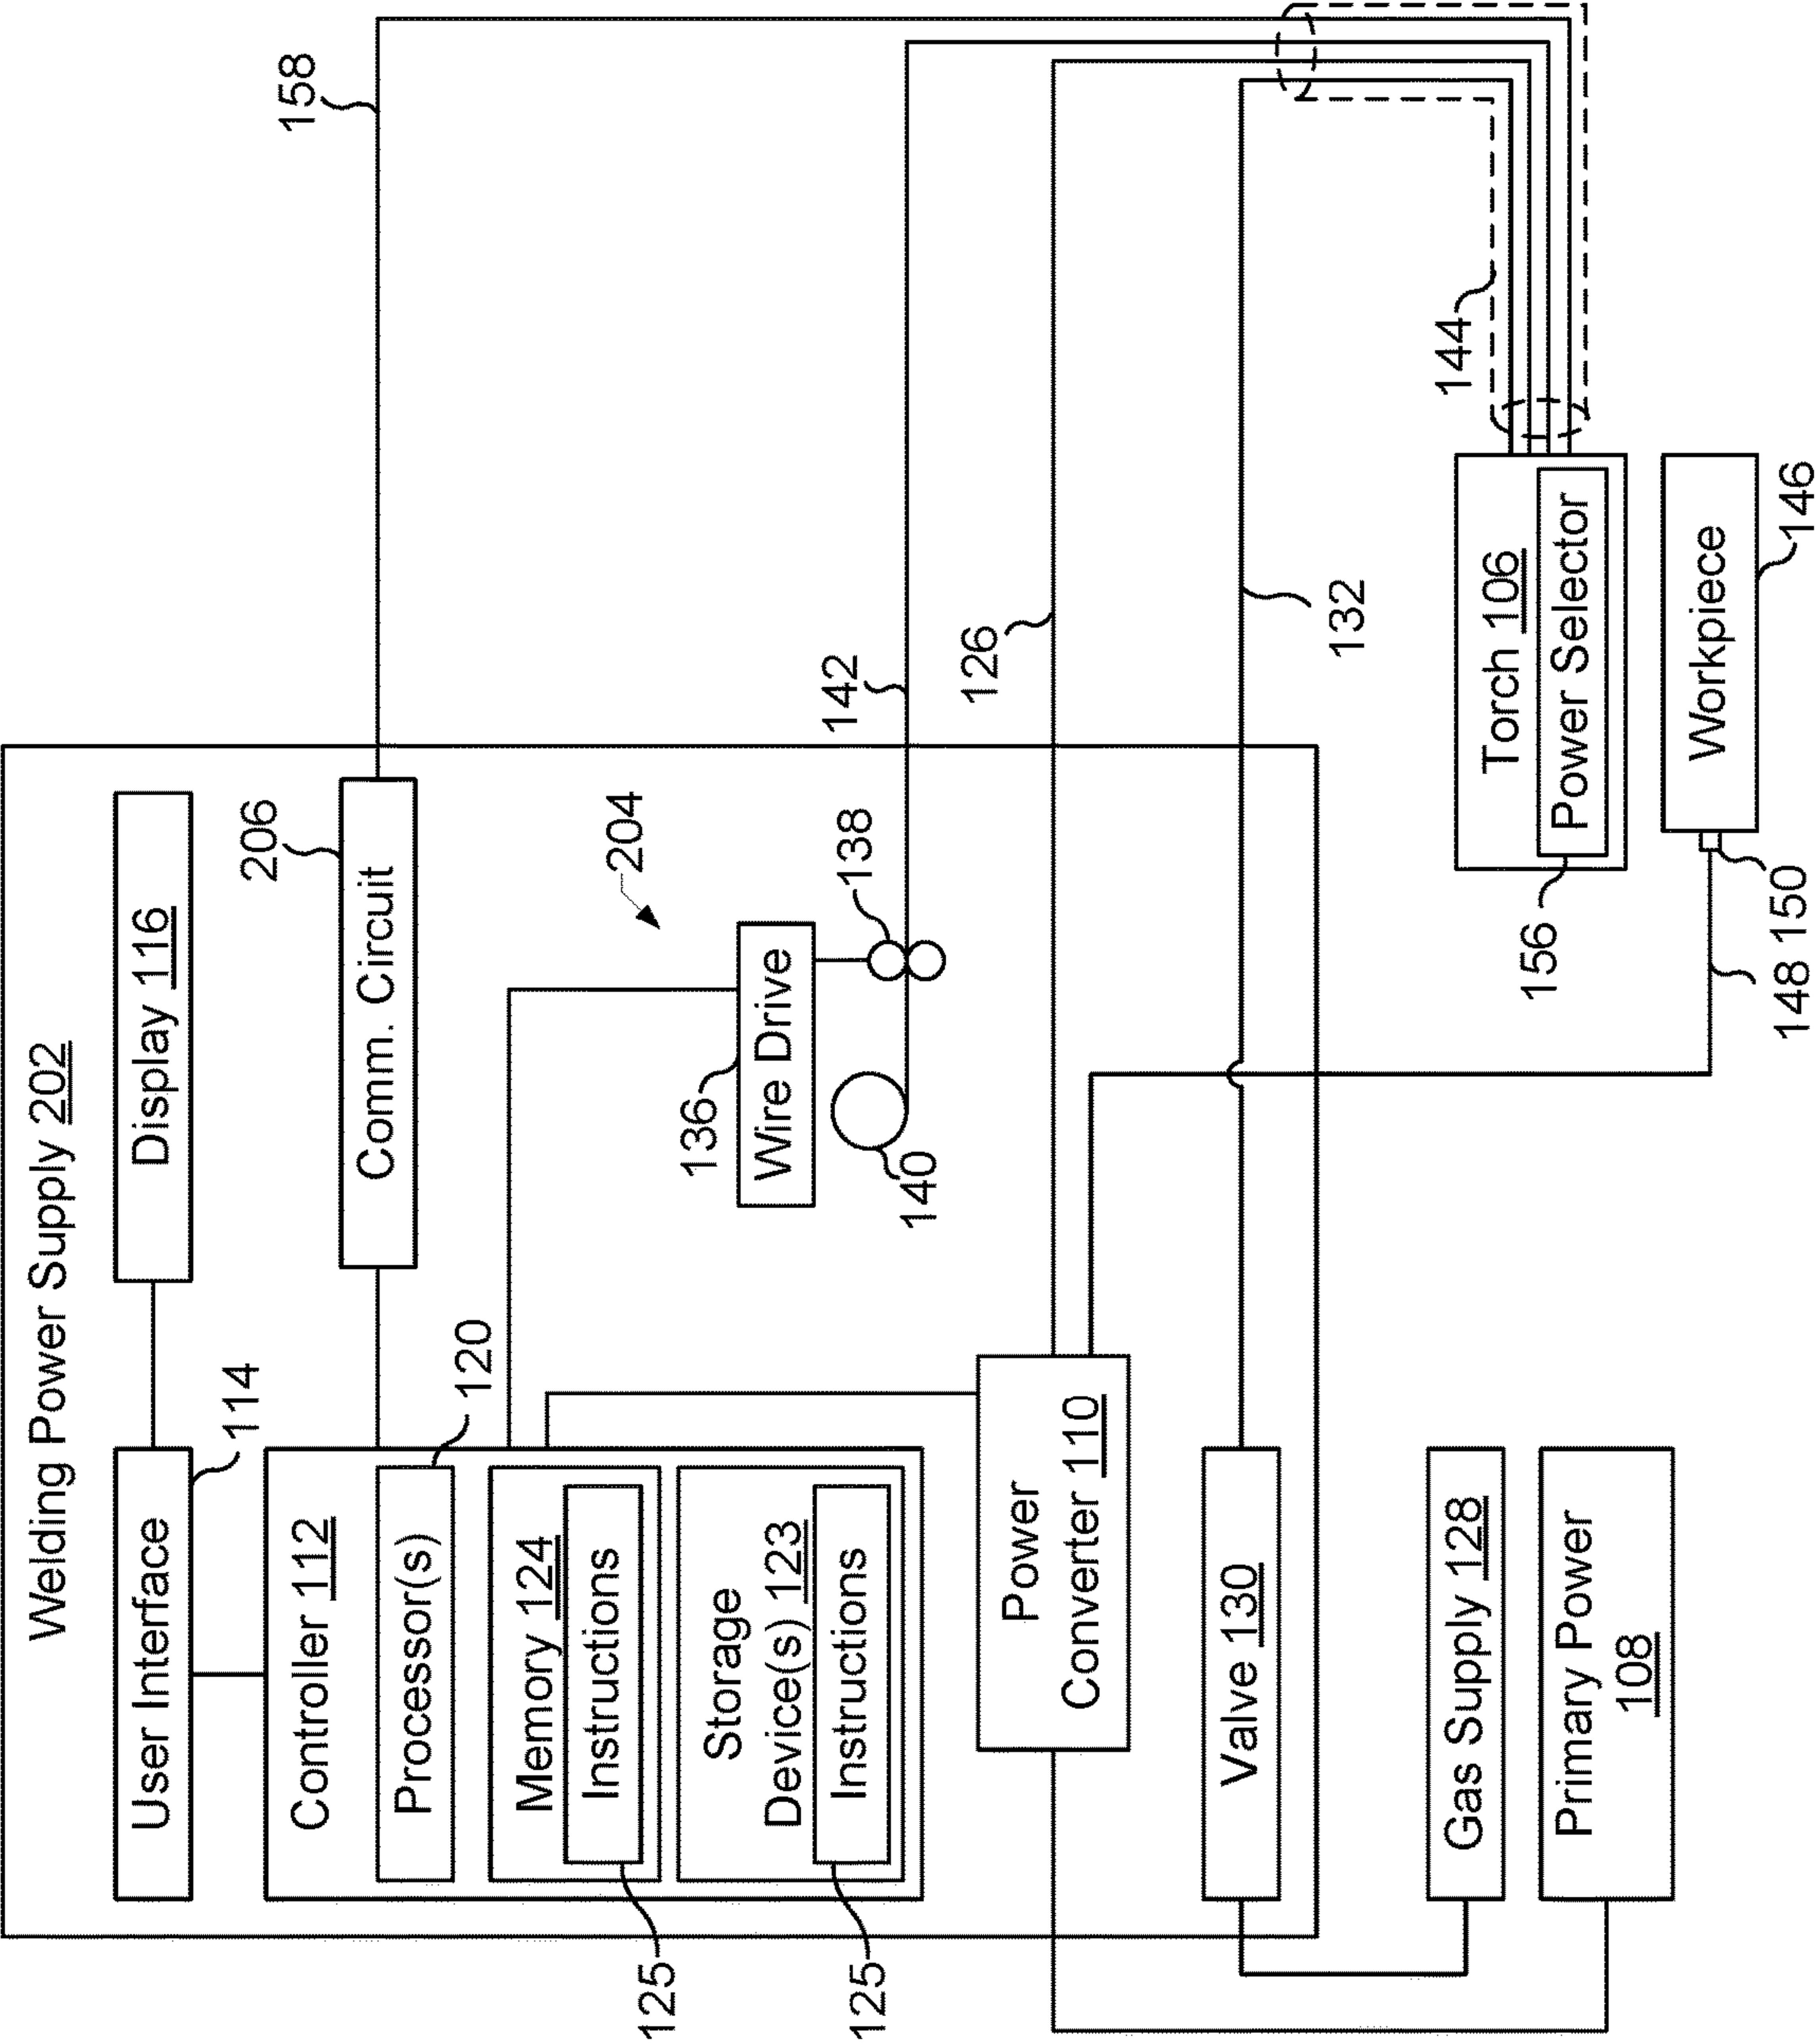 Welding Power Supply 202
User Interface
114
Display 116
Controller 112
Processor(s)
120
206
Comm. Circuit
158
Memory 124
Instructions
125
Storage
Device(s) 123
Instructions
125
204
136
Wire Drive
138
140
142
Power
Converter 110
126
Valve 130
132
Gas Supply 128
Primary Power
108
144
Torch 106
Power Selector
156
Workpiece
146
148
150